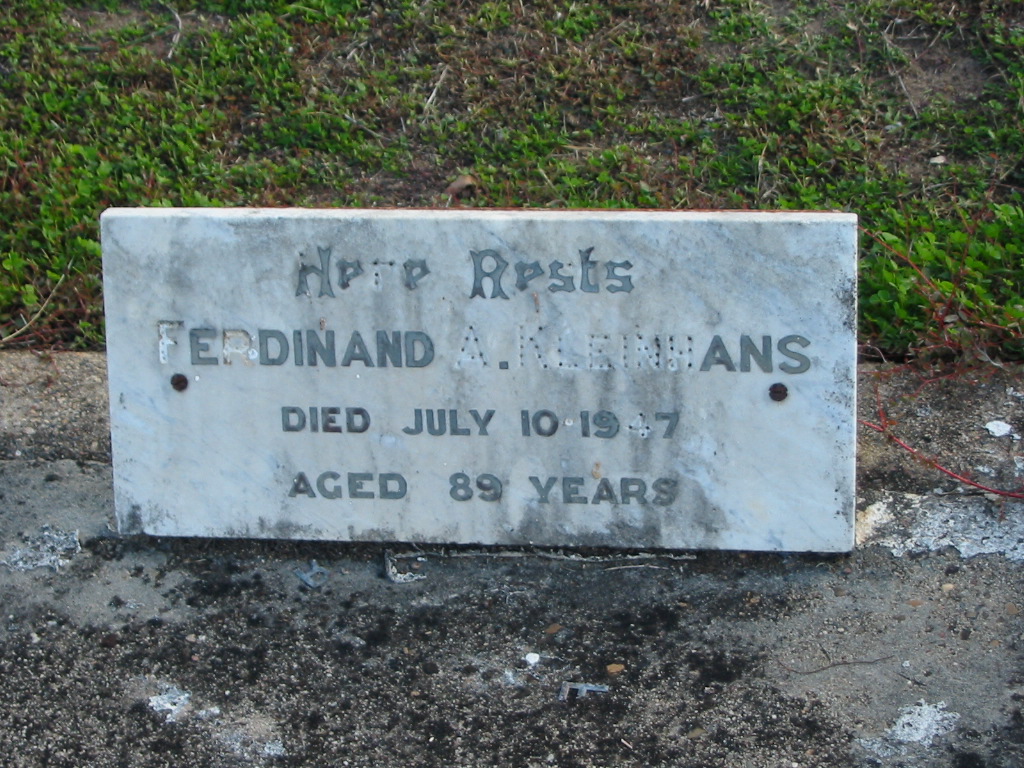 Here Rests
FERDINAND A. KLEINHANS
DIED JULY 10 1947
AGED 89 YEARS